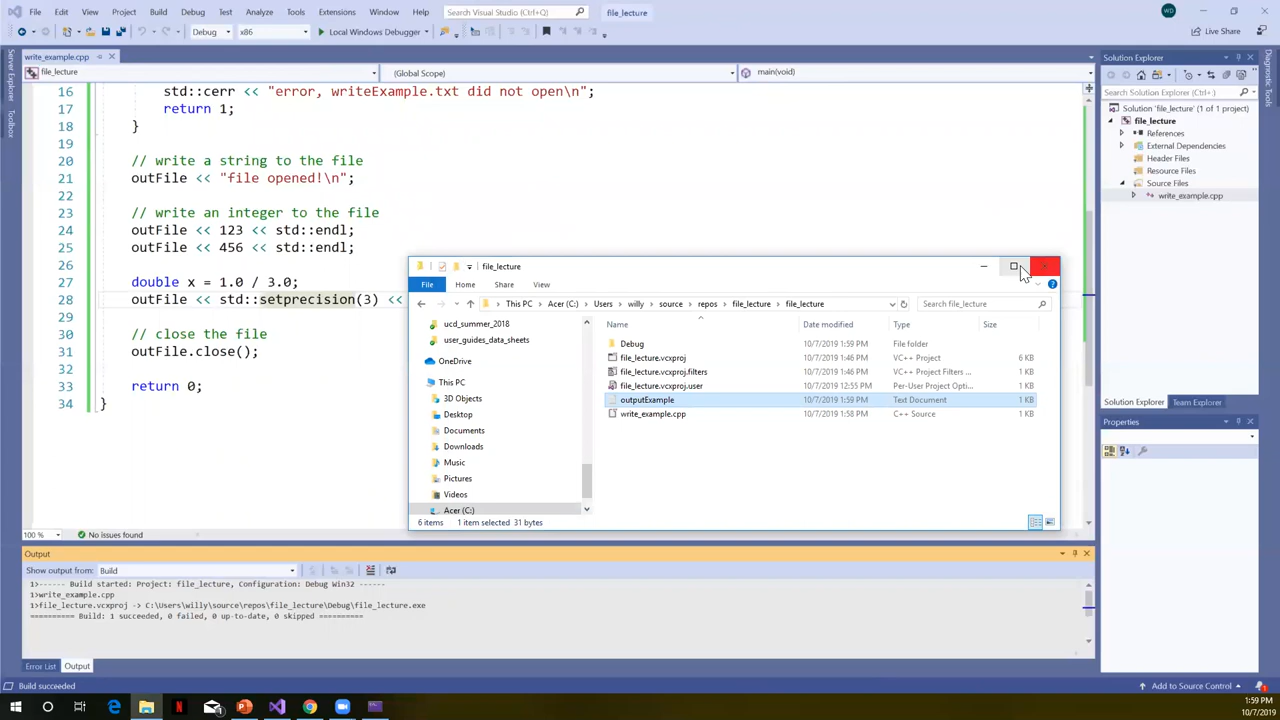 File Edit View Project Build Debug Test Analyze Tools Extensions Window Help Search Visual Studio (Ctrl+Q) file_lecture WD
Debug x86 Local Windows Debugger Live Share
write_example.cpp
file_lecture (Global Scope) main(void)
16 std::cerr << "error, writeExample.txt did not open\n";
17 return 1;
18 }
19
20 // write a string to the file
21 outFile << "file opened!\n";
22
23 // write an integer to the file
24 outFile << 123 << std::endl;
25 outFile << 456 << std::endl;
26
27 double x = 1.0 / 3.0;
28 outFile << std::setprecision(3) <<
30 // close the file
31 outFile.close();
32
33 return 0;
34 }
100 % No issues found
Server Explorer
Toolbox
file_lecture
File Home Share View
This PC Acer (C:) Users willy source repos file_lecture file_lecture Search file_lecture
ucd_summer_2018
user_guides_data_sheets
OneDrive
This PC
3D Objects
Desktop
Documents
Downloads
Music
Pictures
Videos
Acer (C:)
Name Date modified Type Size
Debug 10/7/2019 1:59 PM File folder
file_lecture.vcxproj 10/7/2019 1:46 PM VC++ Project 6 KB
file_lecture.vcxproj.filters 10/7/2019 1:46 PM VC++ Project Filters ... 1 KB
file_lecture.vcxproj.user 10/7/2019 12:55 PM Per-User Project Opti... 1 KB
outputExample 10/7/2019 1:59 PM Text Document 1 KB
write_example.cpp 10/7/2019 1:58 PM C++ Source 1 KB
6 items 1 item selected 31 bytes
Solution Explorer
Search Solution Explorer (Ctrl+;)
Solution 'file_lecture' (1 of 1 project)
file_lecture
References
External Dependencies
Header Files
Resource Files
Source Files
write_example.cpp
Solution Explorer Team Explorer
Properties
Diagnostic Tools
Output
Show output from: Build
1>------ Build started: Project: file_lecture, Configuration: Debug Win32 ------
1>write_example.cpp
1>file_lecture.vcxproj -> C:\Users\willy\source\repos\file_lecture\Debug\file_lecture.exe
========== Build: 1 succeeded, 0 failed, 0 up-to-date, 0 skipped ==========
Error List Output
Build succeeded Add to Source Control
1:59 PM
10/7/2019